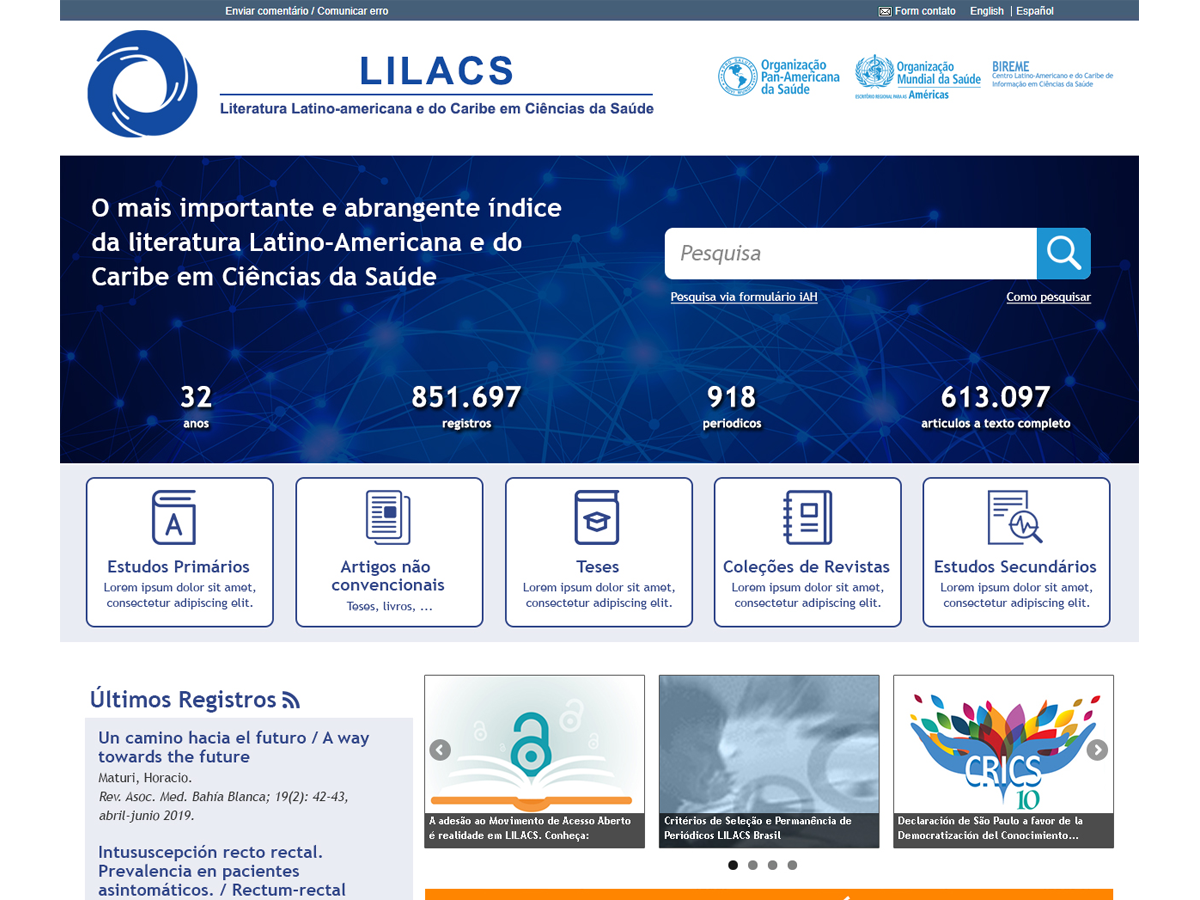 Enviar comentário / Comunicar erro
Form contato
English | Español
LILACS
Literatura Latino-americana e do Caribe em Ciências da Saúde
Organização
Pan-Americana
da Saúde
Organização
Mundial da Saúde
ESCRITÓRIO REGIONAL PARA AS Américas
BIREME
Centro Latino-Americano e do Caribe de
Informação em Ciências da Saúde
O mais importante e abrangente índice
da literatura Latino-Americana e do
Caribe em Ciências da Saúde
Pesquisa
Pesquisa via formulário iAH
Como pesquisar
32
anos
851.697
registros
918
periodicos
613.097
articulos a texto completo
A
Estudos Primários
Lorem ipsum dolor sit amet,
consectetur adipiscing elit.
Artigos não
convencionais
Teses, livros, ...
Teses
Lorem ipsum dolor sit amet,
consectetur adipiscing elit.
Coleções de Revistas
Lorem ipsum dolor sit amet,
consectetur adipiscing elit.
Estudos Secundários
Lorem ipsum dolor sit amet,
consectetur adipiscing elit.
Últimos Registros
Un camino hacia el futuro / A way
towards the future
Maturi, Horacio.
Rev. Asoc. Med. Bahía Blanca; 19(2): 42-43,
abril-junio 2019.
Intususcepción recto rectal.
Prevalencia en pacientes
asintomáticos. / Rectum-rectal
A adesão ao Movimento de Acesso Aberto
é realidade em LILACS. Conheça:
Critérios de Seleção e Permanência de
Periódicos LILACS Brasil
CRICS
10
Declaración de São Paulo a favor de la
Democratización del Conocimiento...